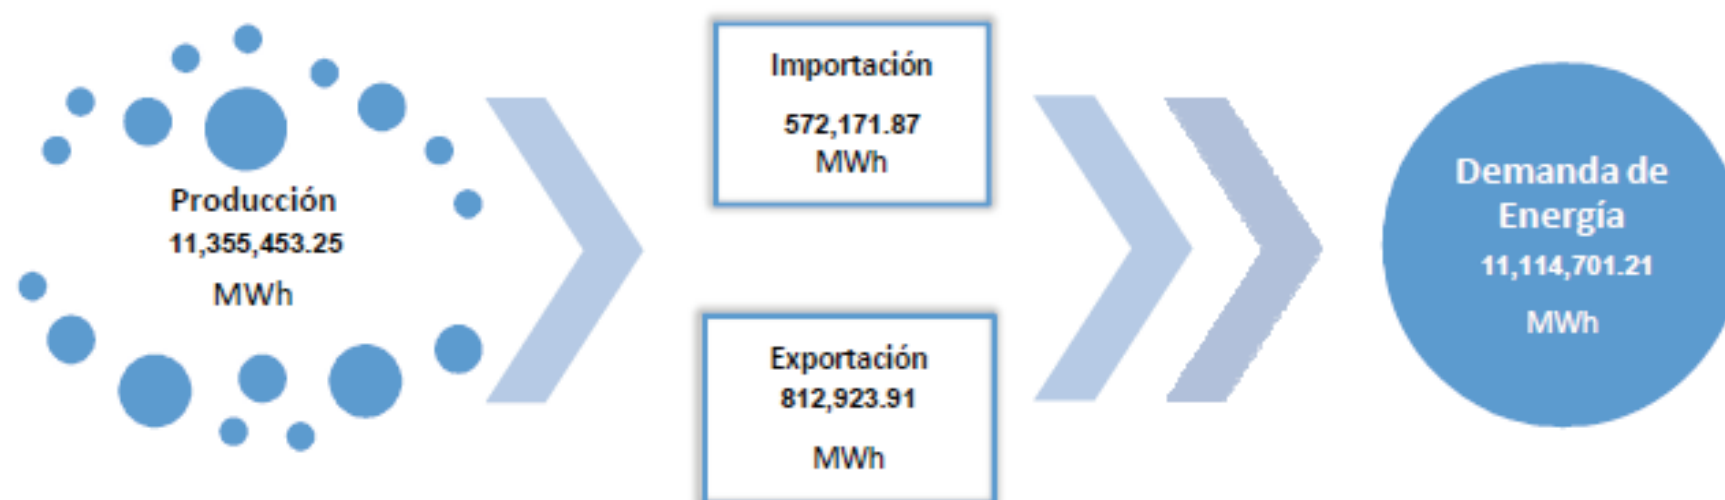 Producción
11,355,453.25
MWh
Importación
572,171.87
MWh
Exportación
812,923.91
MWh
Demanda de
Energía
11,114,701.21
MWh